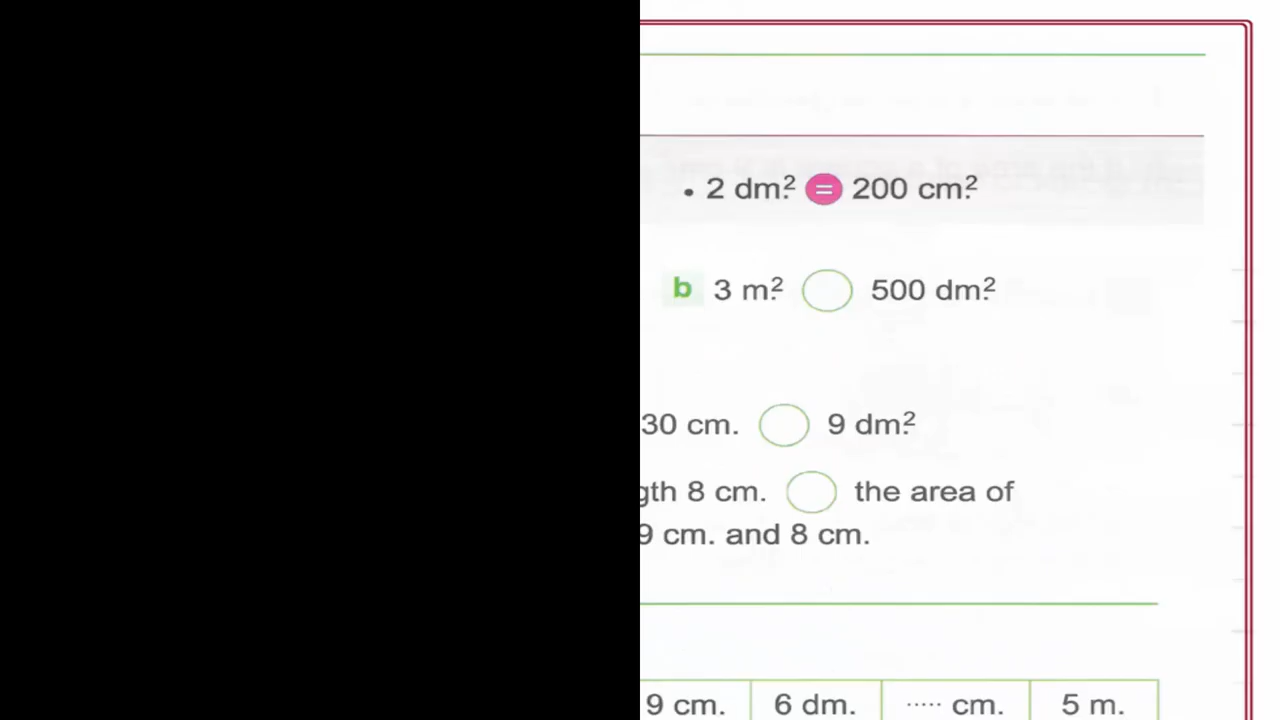 • 2 dm² = 200 cm²
b 3 m² 500 dm²
30 cm. 9 dm²
8 cm. the area of
9 cm. and 8 cm.
9 cm. 6 dm. ..... cm. 5 m.